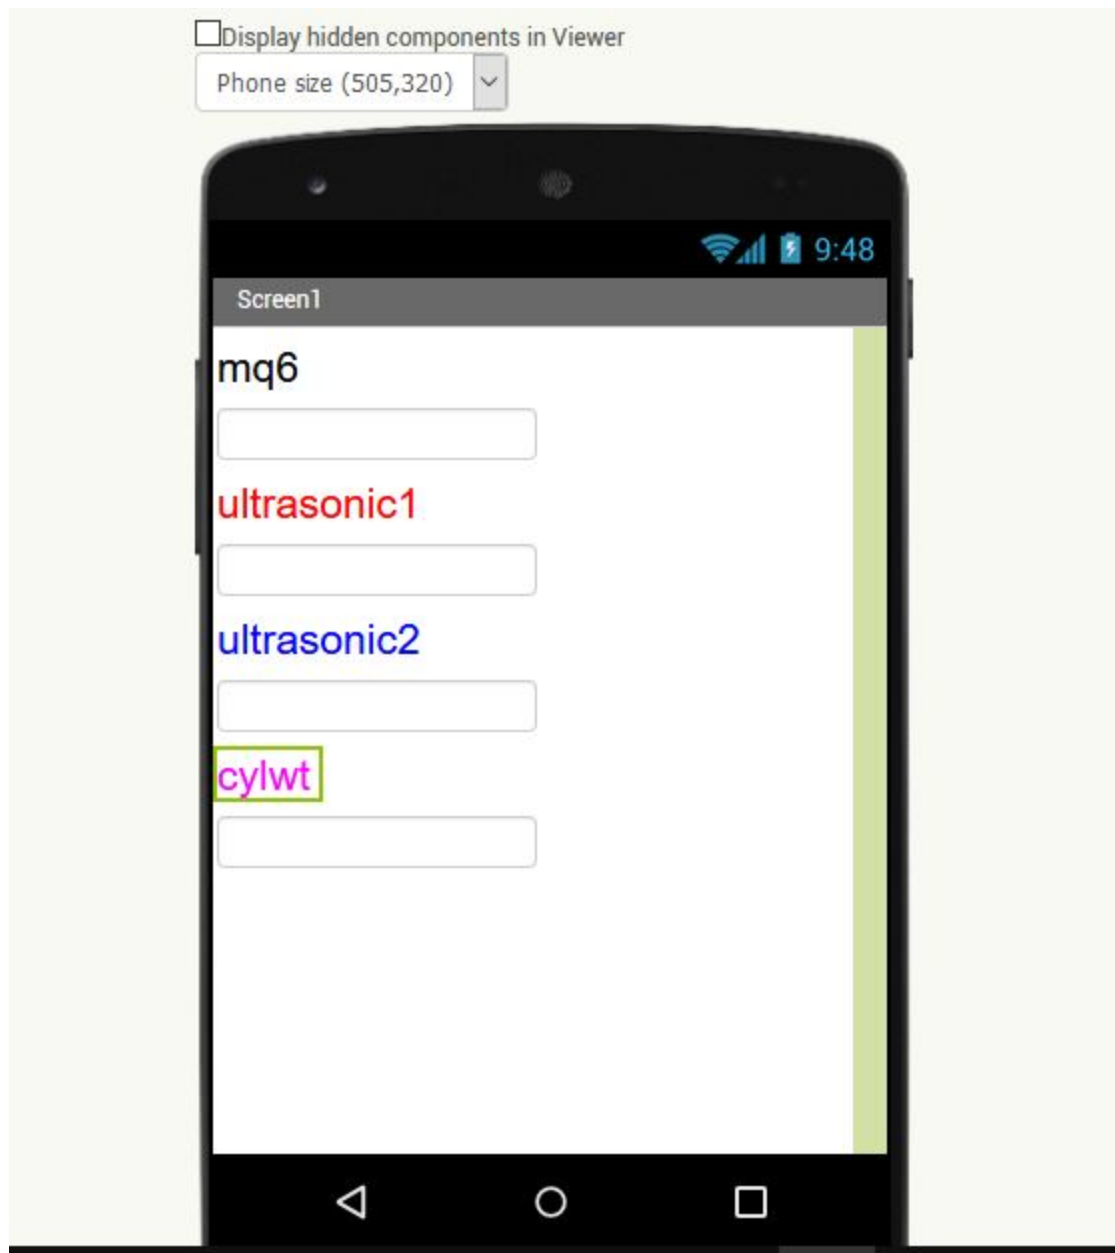 Display hidden components in Viewer
Phone size (505,320)
9:48
Screen1
mq6
ultrasonic1
ultrasonic2
cylwt